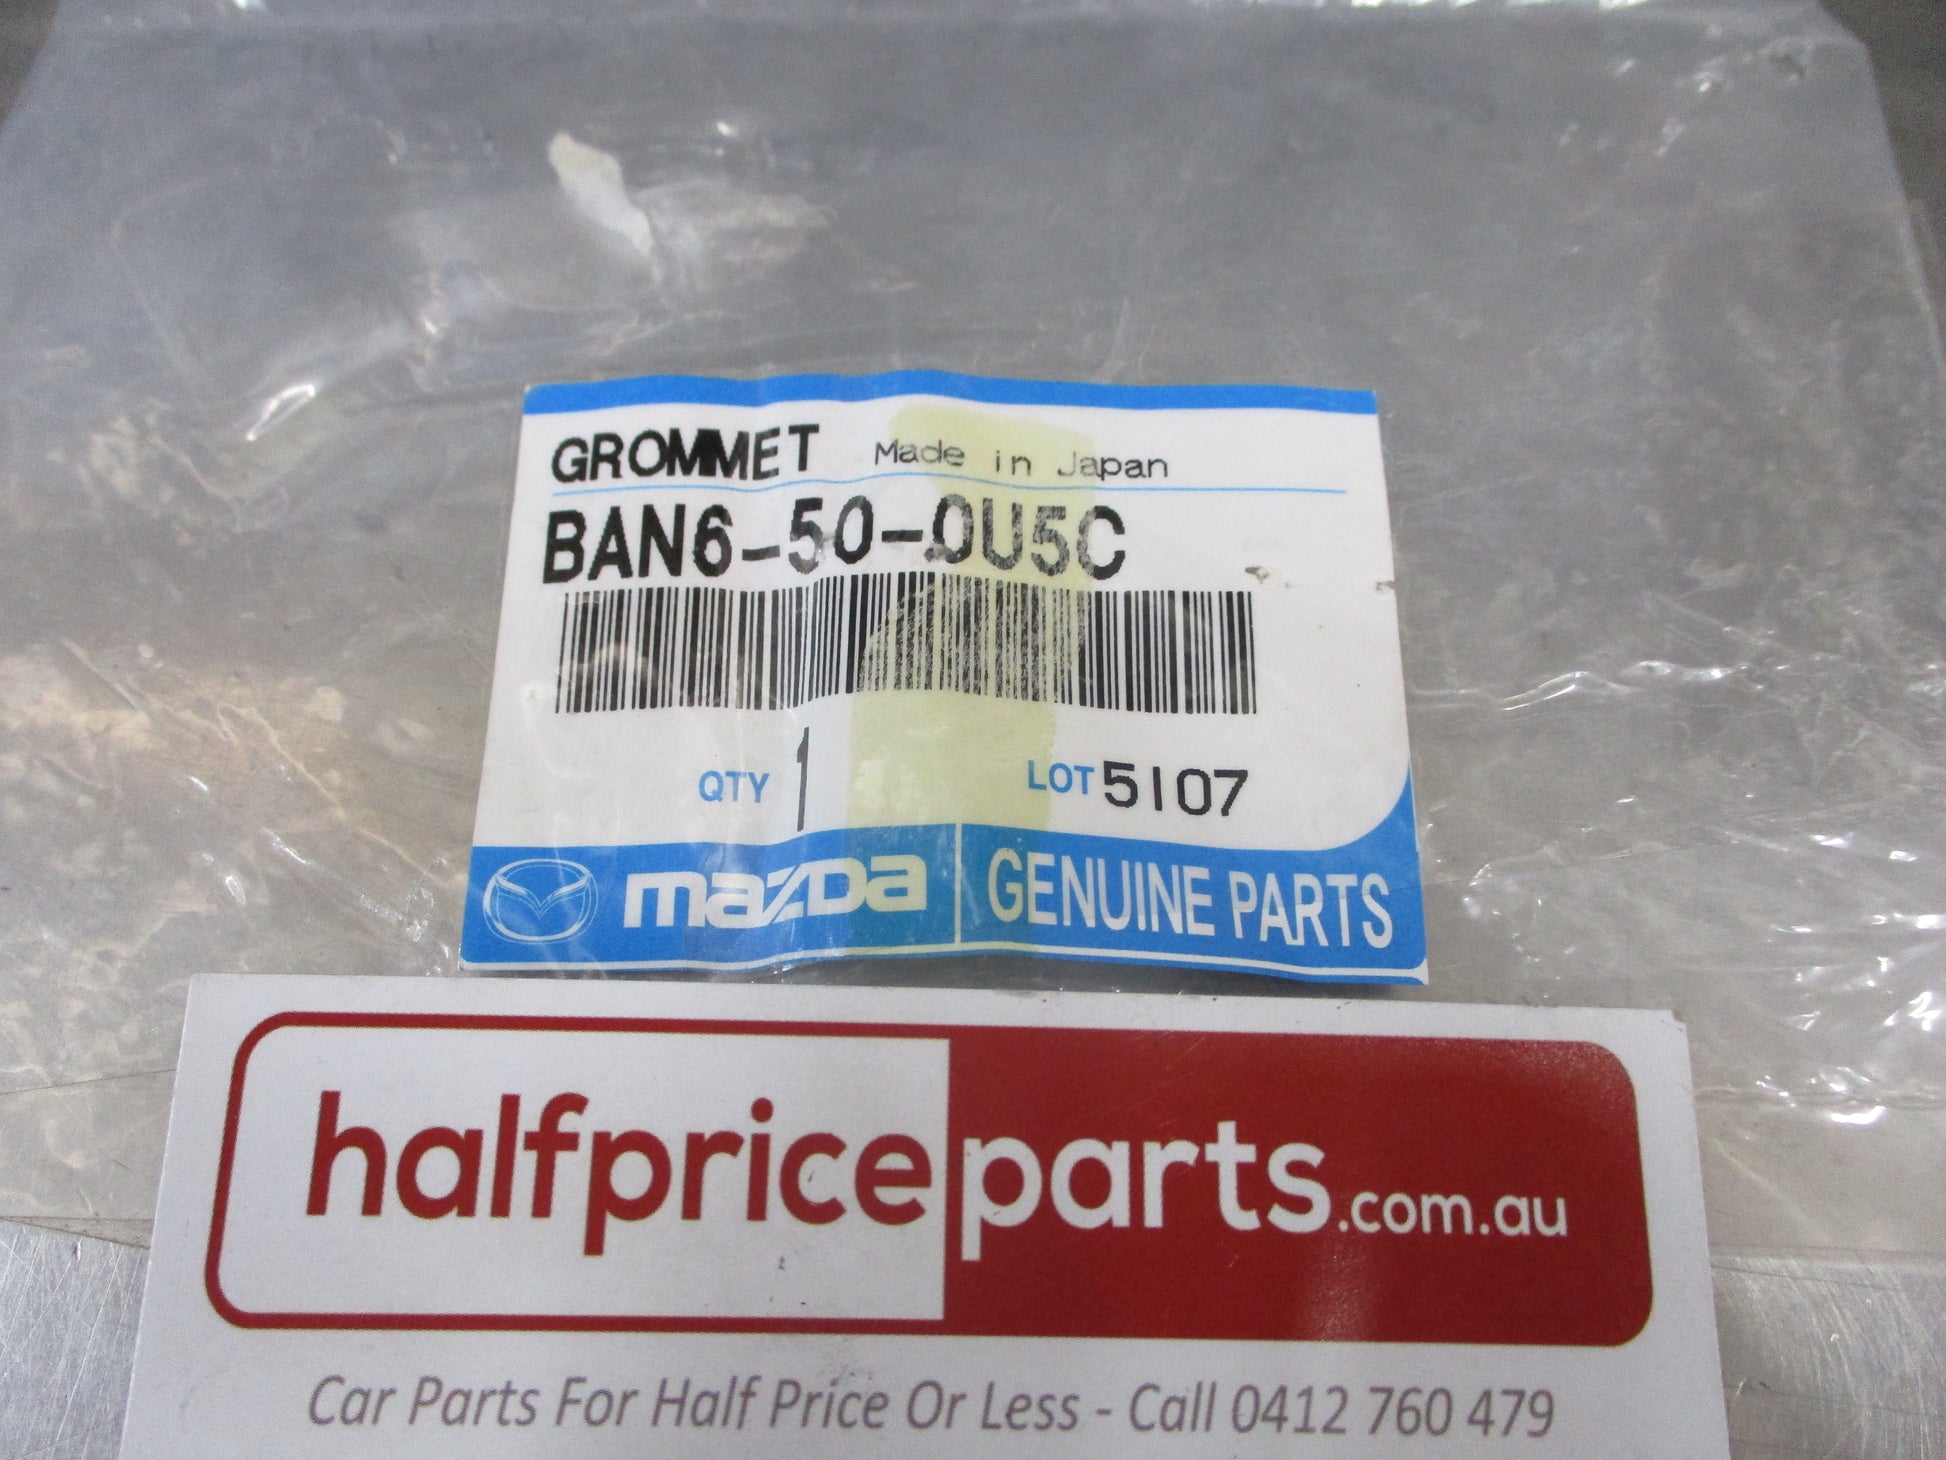 GROMMET Made in Japan
BAN6-50-0U5C
QTY 1 LOT 5107
mazda GENUINE PARTS
halfpriceparts.com.au
Car Parts For Half Price Or Less - Call 0412 760 479